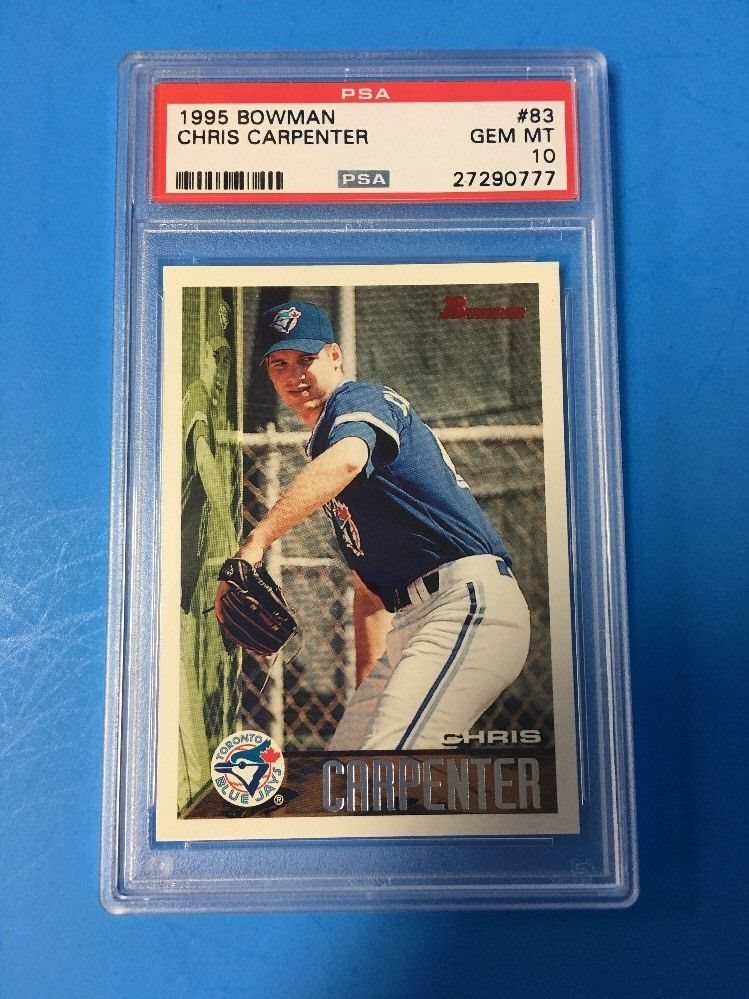 PSA
1995 BOWMAN #83
CHRIS CARPENTER GEM MT
10
PSA 27290777
Bowman
CHRIS
CARPENTER
TORONTO
BLUE JAYS ®